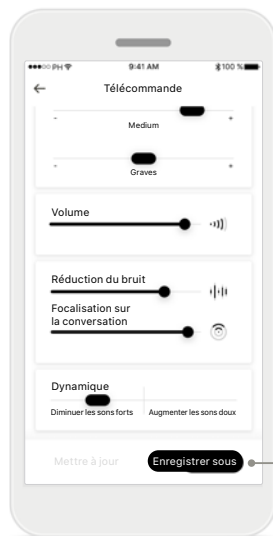 PH 9:41 AM 100 %
Télécommande
- Medium +
- Graves +
Volume
Réduction du bruit
Focalisation sur
la conversation
Dynamique
Diminuer les sons forts Augmenter les sons doux
Mettre à jour Enregistrer sous